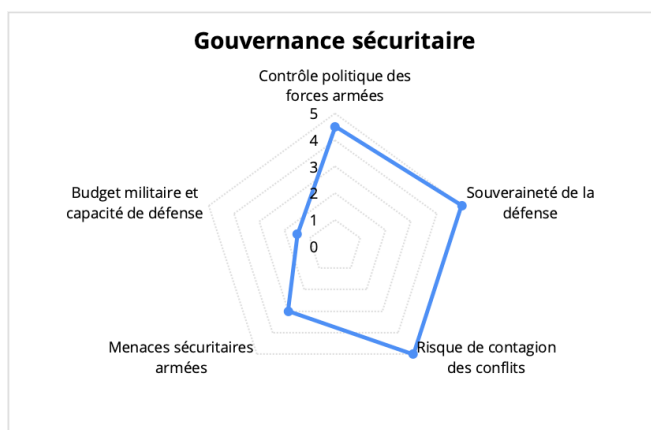 Gouvernance sécuritaire
Contrôle politique des
forces armées
5
4
3
2
1
0
Budget militaire et
capacité de défense
Souveraineté de la
défense
Menaces sécuritaires
armées
Risque de contagion
des conflits